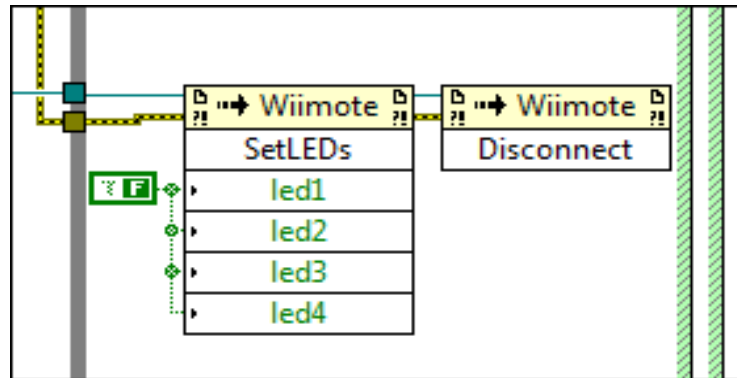 ?! Wiimote ?!
SetLEDs
led1
led2
led3
led4
F
?! Wiimote ?!
Disconnect